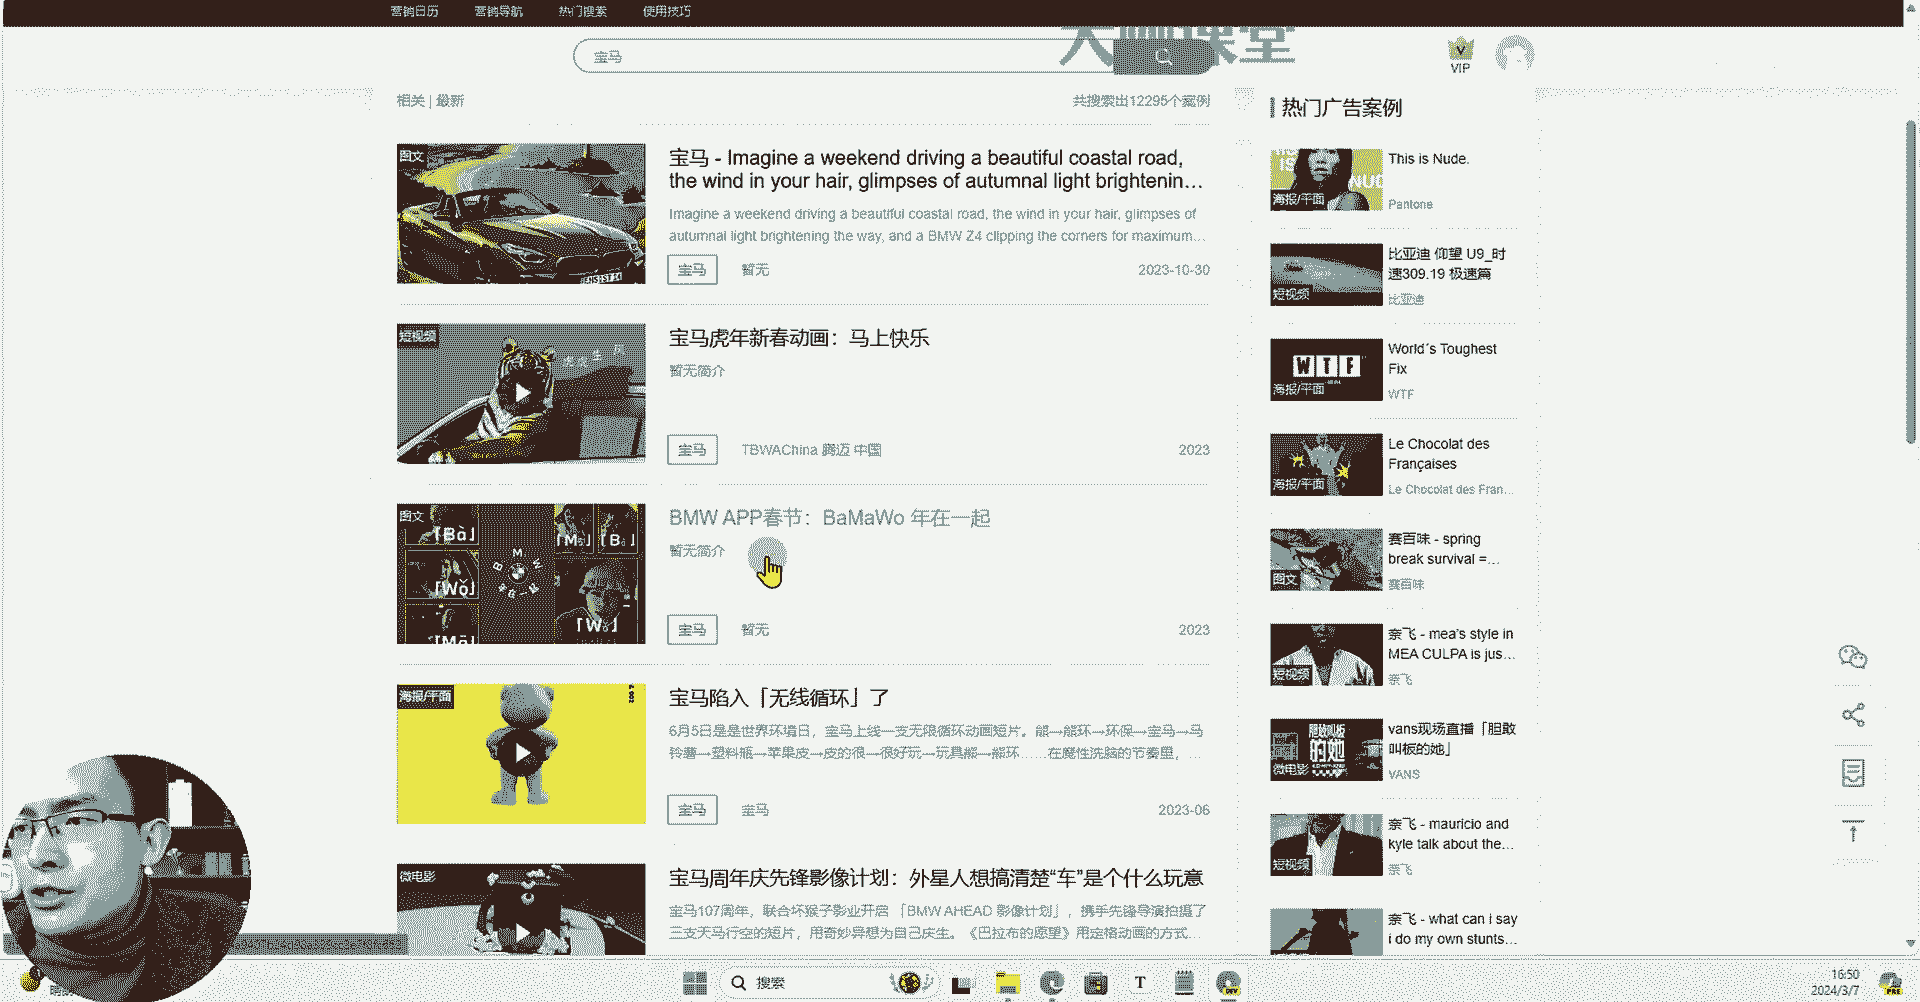 营销日历 营销导航 热门搜索 使用技巧
宝马
VIP
相关 | 最新
共搜索出12295个案例
图文
宝马 - Imagine a weekend driving a beautiful coastal road,
the wind in your hair, glimpses of autumnal light brightenin...
Imagine a weekend driving a beautiful coastal road, the wind in your hair, glimpses of
autumnal light brightening the way, and a BMW Z4 clipping the corners for maximum...
宝马 暂无 2023-10-30
短视频
宝马虎年新春动画：马上快乐
暂无简介
宝马 TBWAChina 腾迈 中国 2023
图文
「Bà」
「Wǒ」
BMW APP春节：BaMaWo 年在一起
暂无简介
宝马 暂无 2023
海报/平面
宝马陷入「无线循环」了
6月5日是是世界环境日，宝马上线一支无限循环动画短片。熊→熊环→环保→宝马→马
铃薯→塑料瓶→苹果皮→皮的很→很好玩→玩具熊→熊环……在魔性洗脑的节奏里，...
宝马 宝马 2023-06
微电影
宝马周年庆先锋影像计划：外星人想搞清楚“车”是个什么玩意
宝马107周年，联合坏猴子影业开启「BMW AHEAD 影像计划」，携手先锋导演拍摄了
三支天马行空的短片，用奇妙异想为自己庆生。《巴拉布的愿望》用定格动画的方式...
热门广告案例
海报/平面
This is Nude.
Pantone
短视频
比亚迪 仰望 U9_时
速309.19 极速篇
比亚迪
WTF
海报/平面
World´s Toughest
Fix
WTF
海报/平面
Le Chocolat des
Françaises
Le Chocolat des Fran...
图文
赛百味 - spring
break survival =...
赛百味
短视频
奈飞 - mea's style in
MEA CULPA is jus...
奈飞
微电影
vans现场直播「胆敢
叫板的她」
VANS
短视频
奈飞 - mauricio and
kyle talk about the...
奈飞
奈飞 - what can i say
i do my own stunts...
搜索
T
DEV
16:50
2024/3/7
PRE